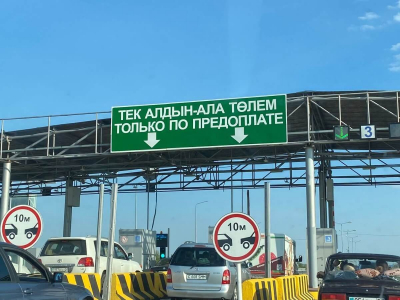 ТЕК АЛДЫН-АЛА ТӨЛЕМ
ТОЛЬКО ПО ПРЕДОПЛАТЕ
3
10м
10м